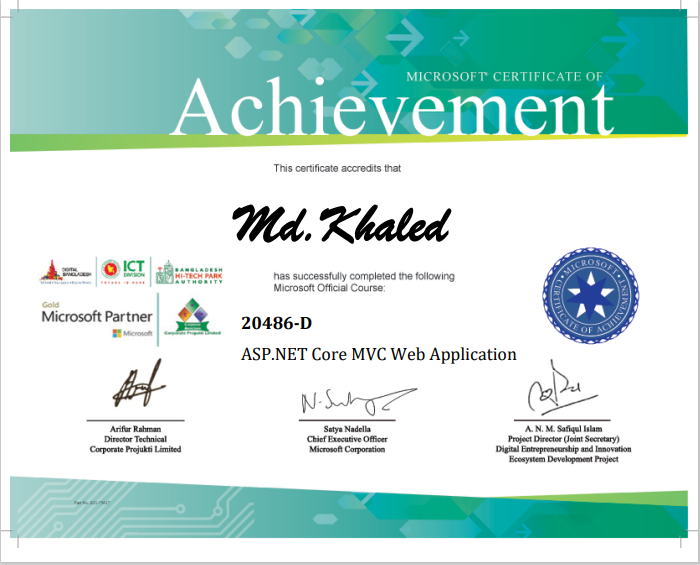 MICROSOFT® CERTIFICATE OF
Achievement
This certificate accredits that
Md.Khaled
has successfully completed the following
Microsoft Official Course:
DIGITAL
BANGLADESH
ICT
DIVISION
FUTURE IS HERE
BANGLADESH
HI-TECH PARK
AUTHORITY
Gold
Microsoft Partner
Microsoft
Corporate Projukti Limited
20486-D
ASP.NET Core MVC Web Application
MICROSOFT
CERTIFICATE OF ACHIEVEMENT
Arifur Rahman
Director Technical
Corporate Projukti Limited
Satya Nadella
Chief Executive Officer
Microsoft Corporation
A. N. M. Safiqul Islam
Project Director (Joint Secretary)
Digital Entrepreneurship and Innovation
Ecosystem Development Project